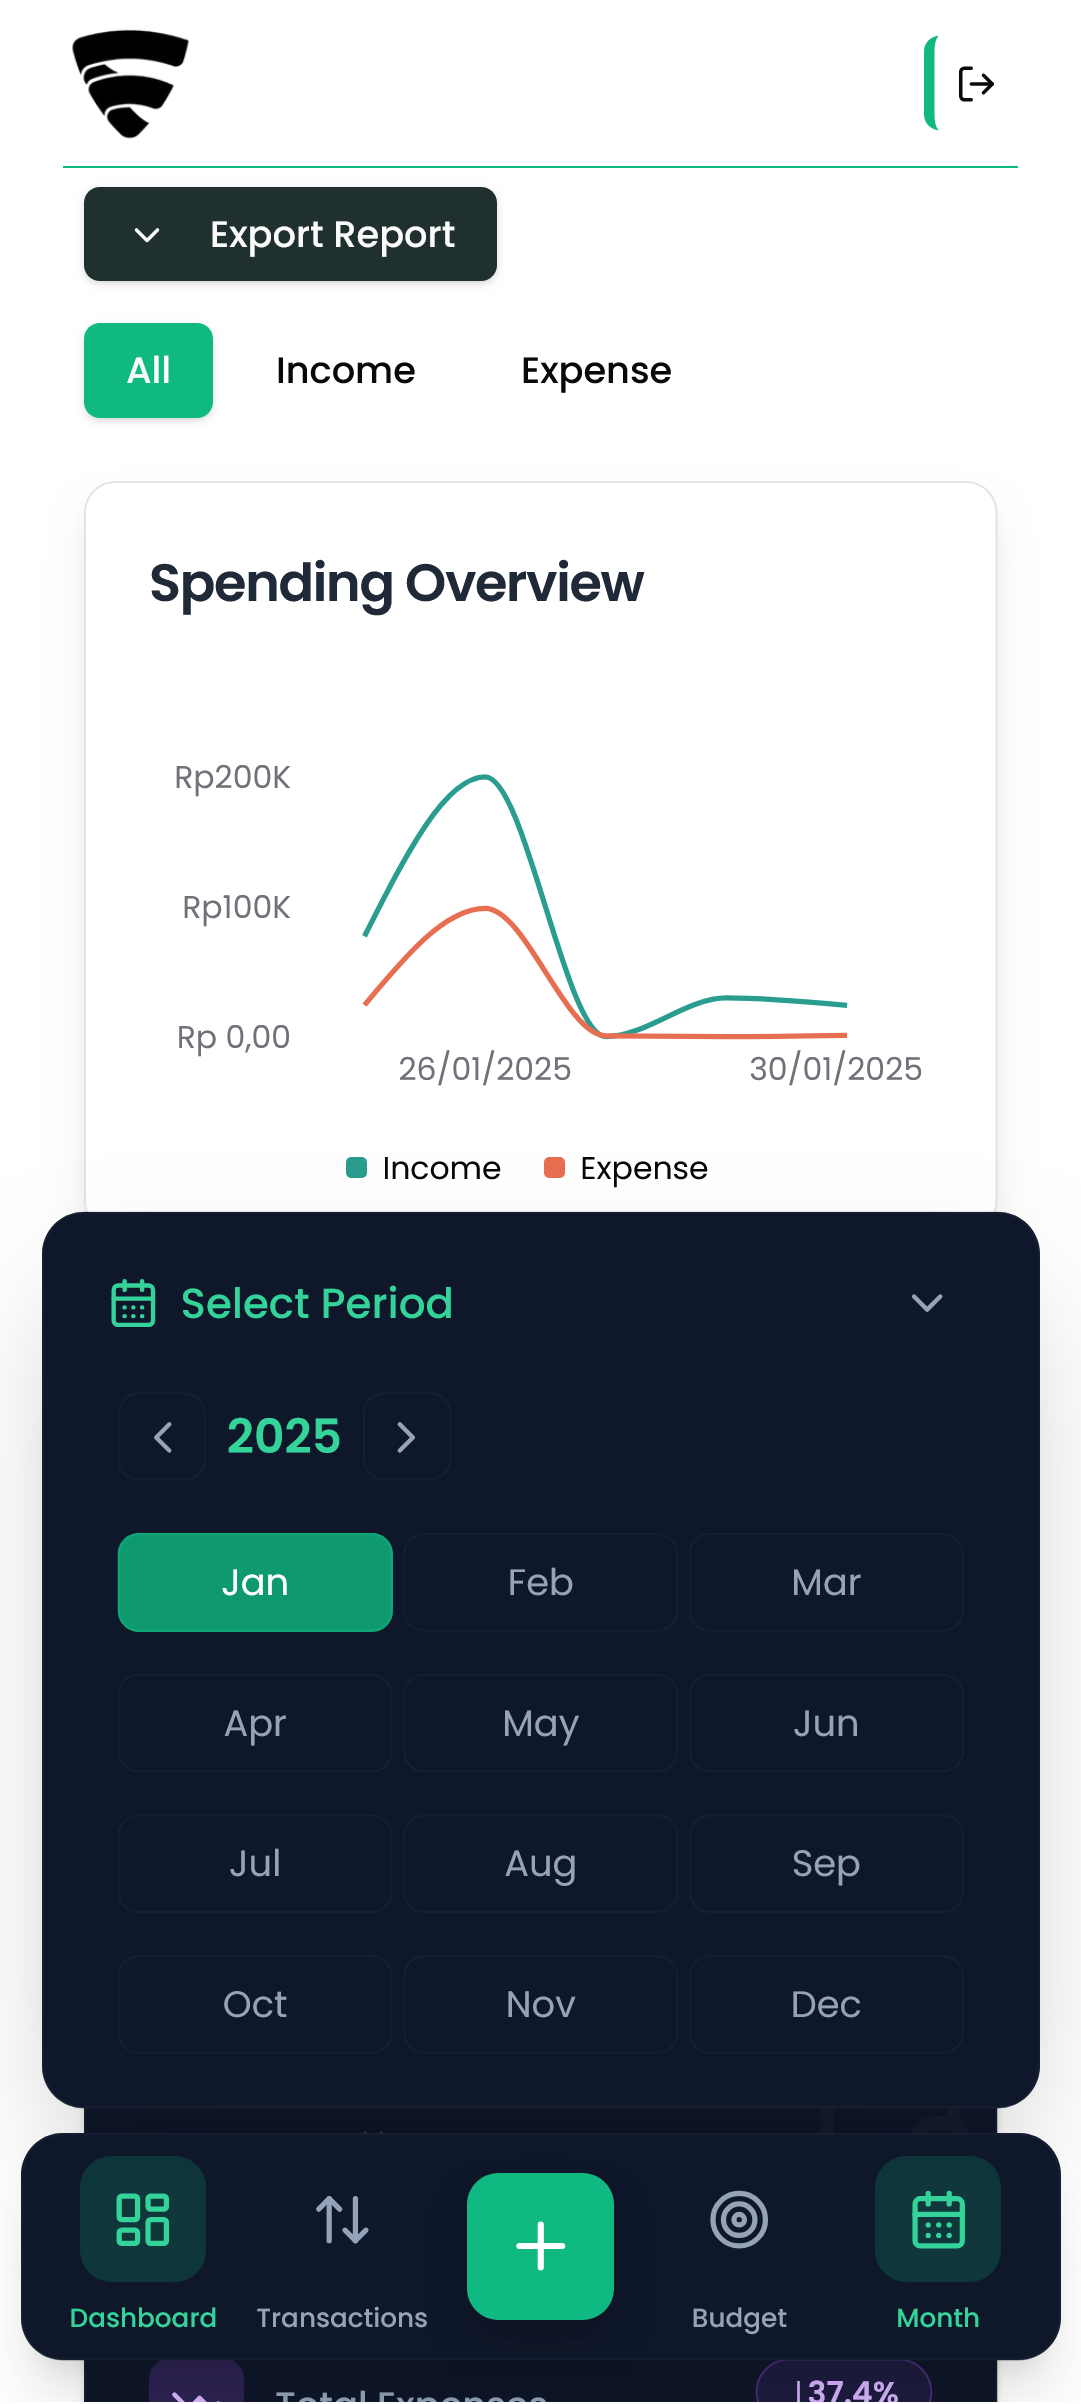 Export Report
All Income Expense
Spending Overview
Rp200K
Rp100K
Rp 0,00
26/01/2025 30/01/2025
Income Expense
Select Period
2025
Jan Feb Mar
Apr May Jun
Jul Aug Sep
Oct Nov Dec
Dashboard Transactions Budget Month
Total Expenses 37.4%